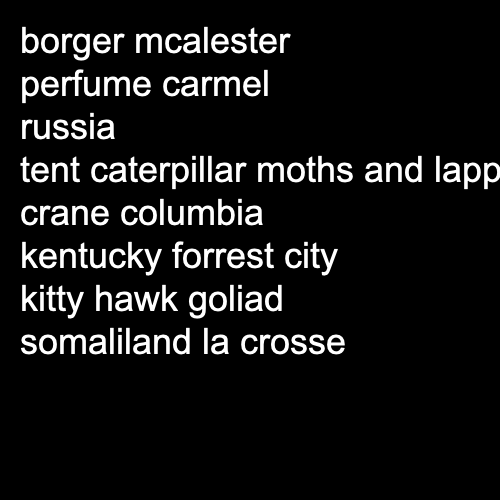 borger mcalester
perfume carmel
russia
tent caterpillar moths and lapp
crane columbia
kentucky forrest city
kitty hawk goliad
somaliland la crosse